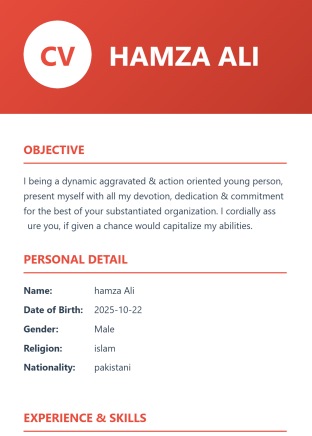 CV
HAMZA ALI
OBJECTIVE
I being a dynamic aggravated & action oriented young person,
present myself with all my devotion, dedication & commitment
for the best of your substantiated organization. I cordially ass
ure you, if given a chance would capitalize my abilities.
PERSONAL DETAIL
Name: hamza Ali
Date of Birth: 2025-10-22
Gender: Male
Religion: islam
Nationality: pakistani
EXPERIENCE & SKILLS